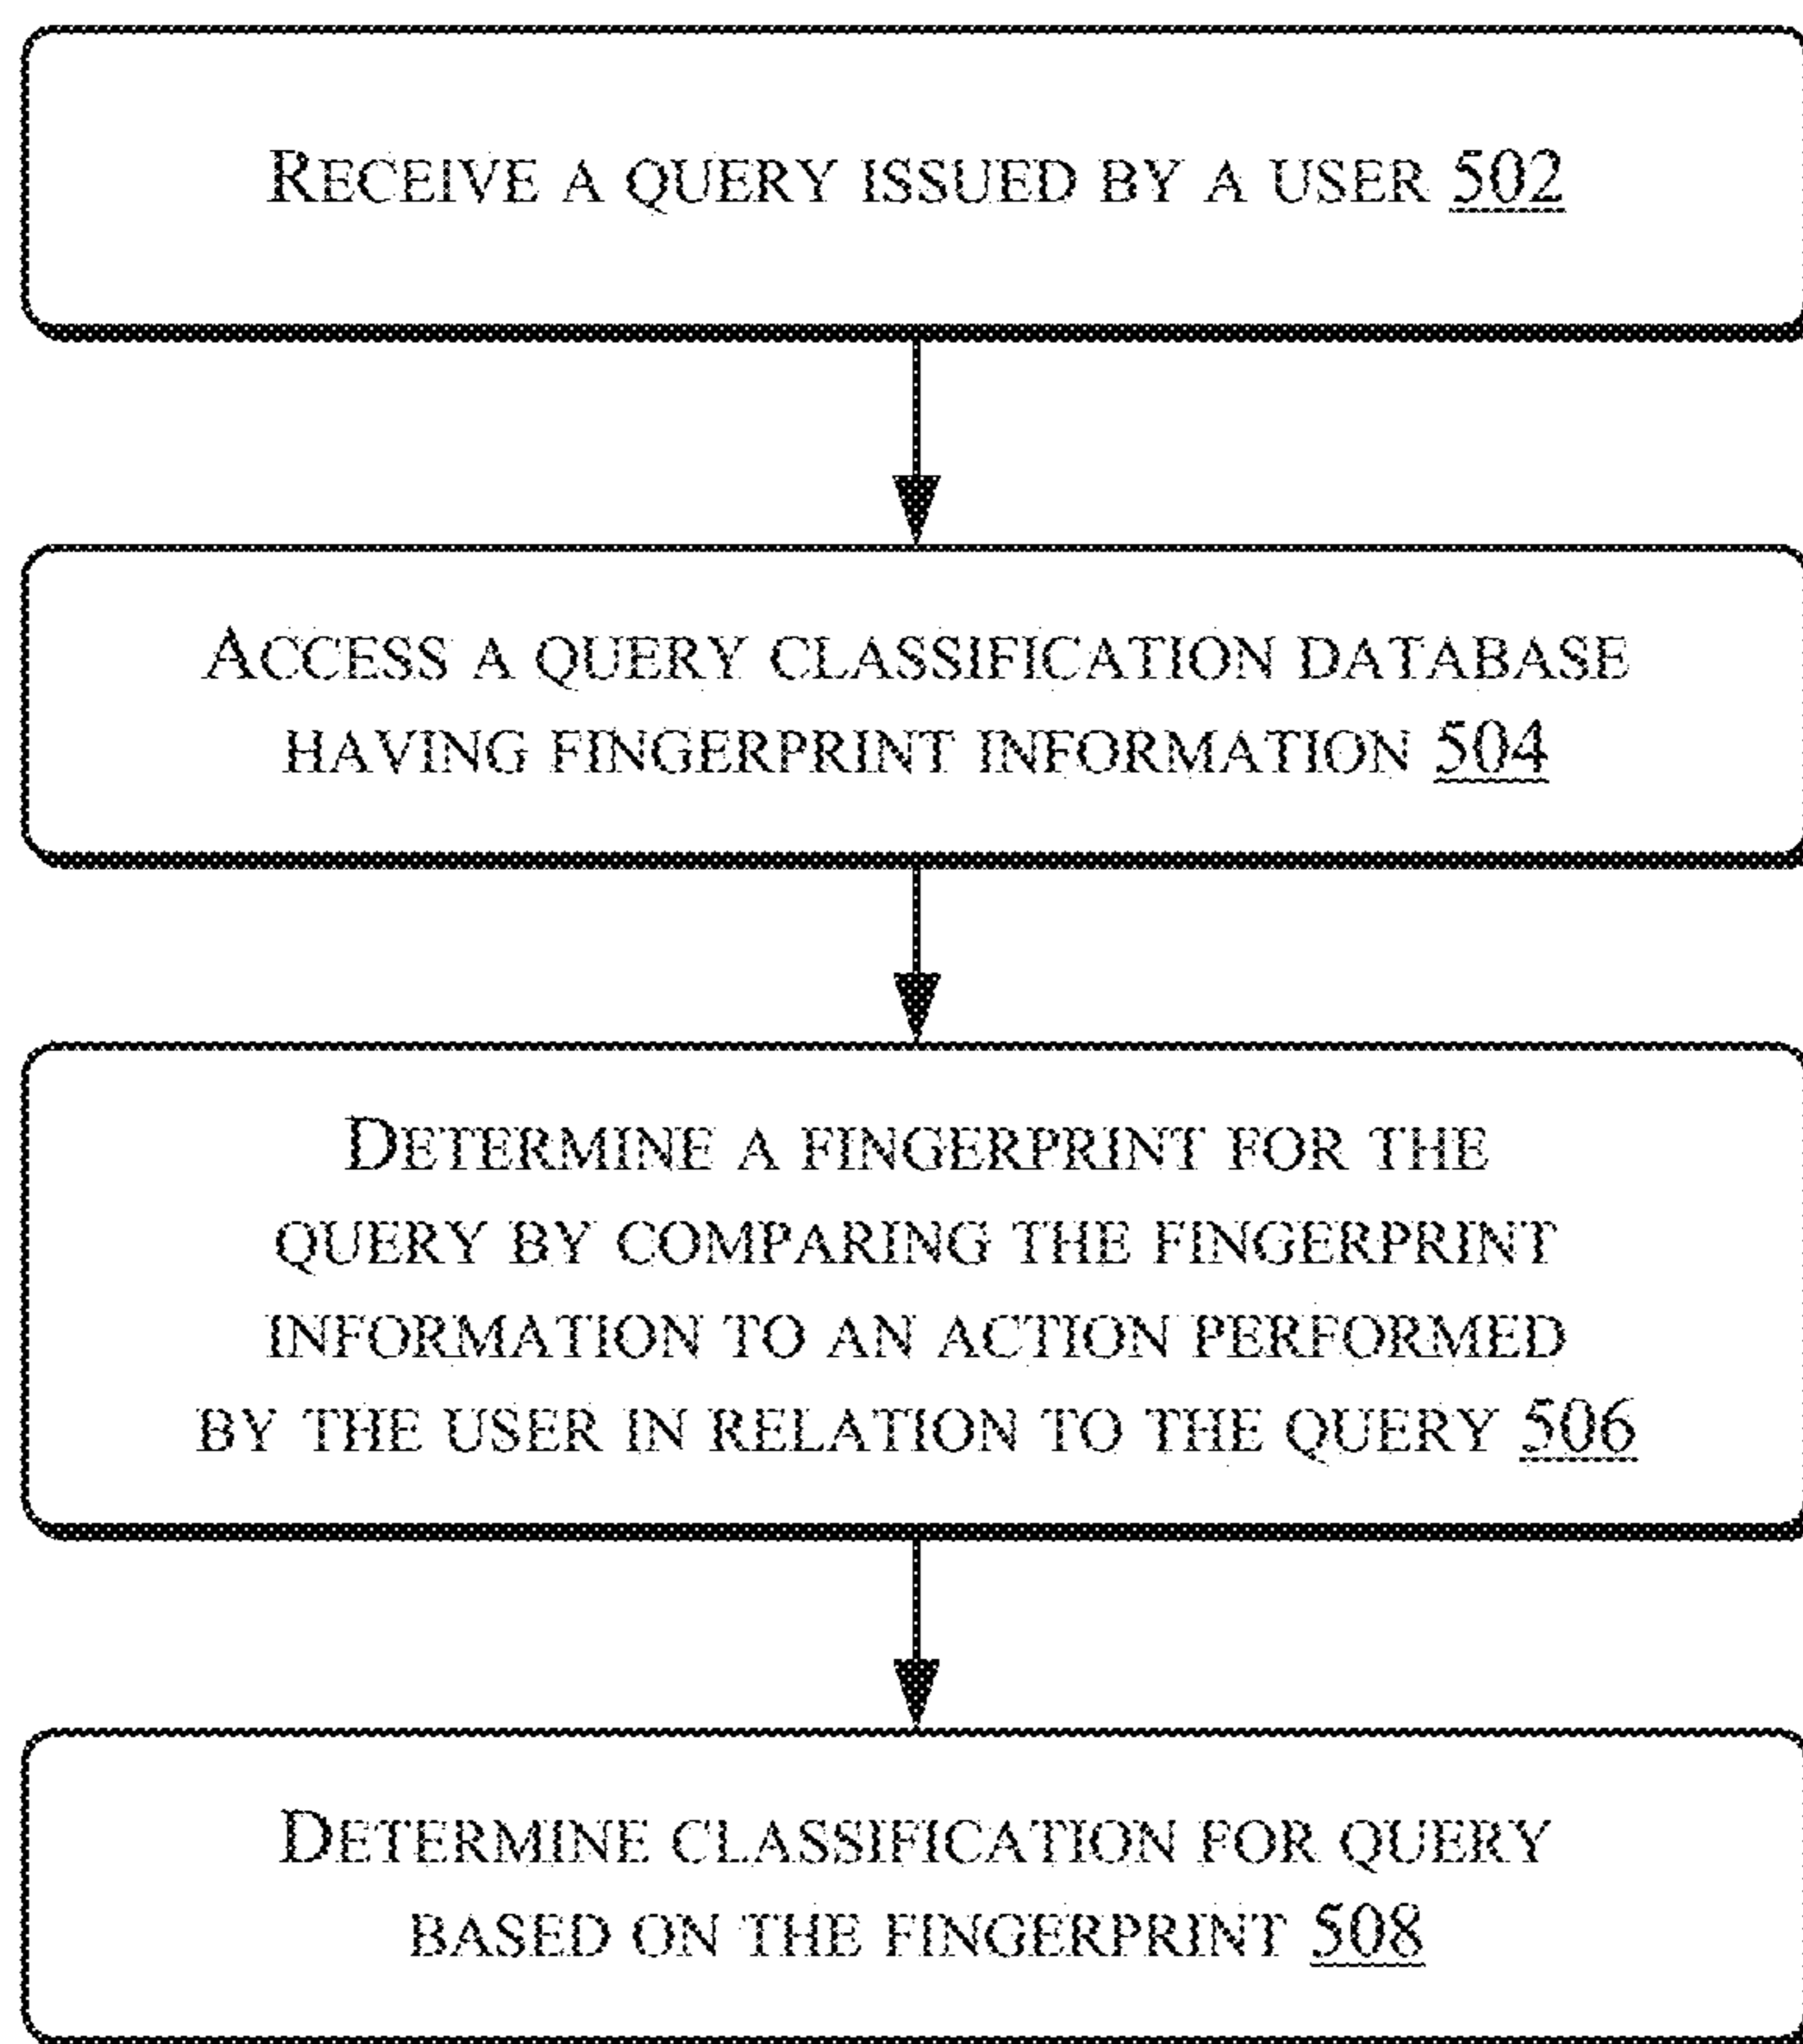 RECEIVE A QUERY ISSUED BY A USER 502
ACCESS A QUERY CLASSIFICATION DATABASE
HAVING FINGERPRINT INFORMATION 504
DETERMINE A FINGERPRINT FOR THE
QUERY BY COMPARING THE FINGERPRINT
INFORMATION TO AN ACTION PERFORMED
BY THE USER IN RELATION TO THE QUERY 506
DETERMINE CLASSIFICATION FOR QUERY
BASED ON THE FINGERPRINT 508